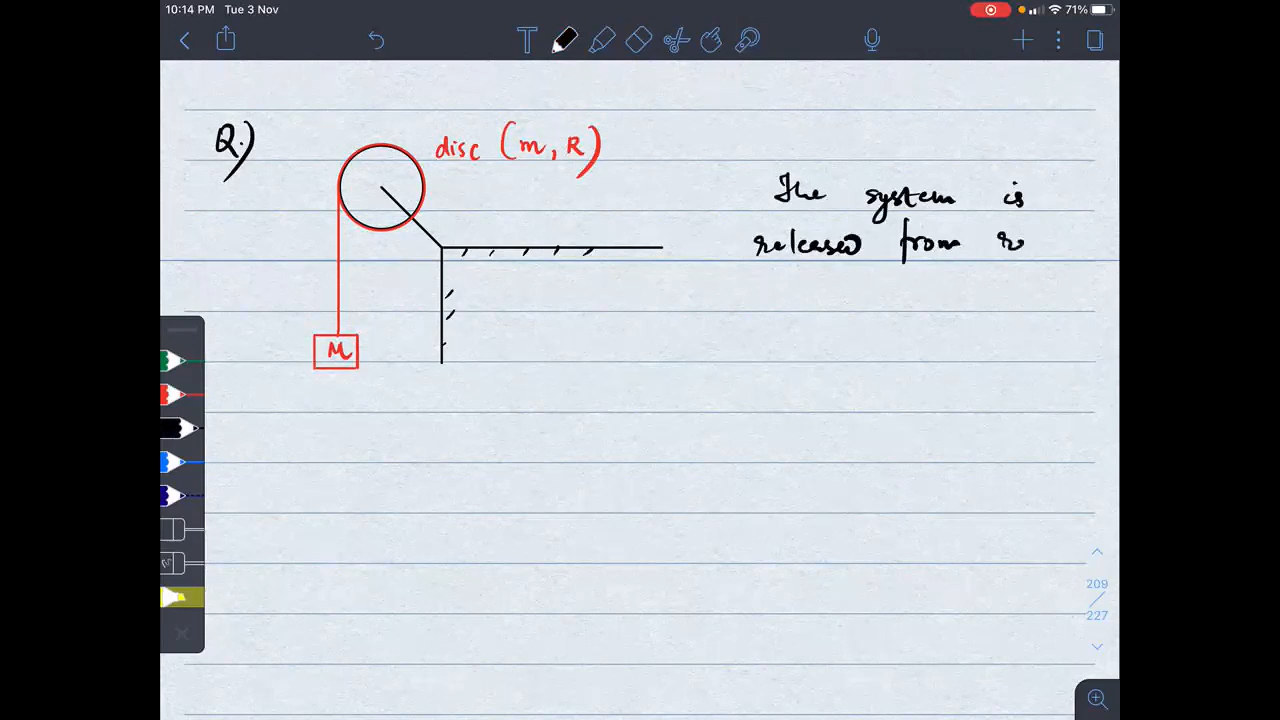 10:14 PM Tue 3 Nov
71%
T
Q.)
disc (m, R)
The system is
released from r
M
209
227